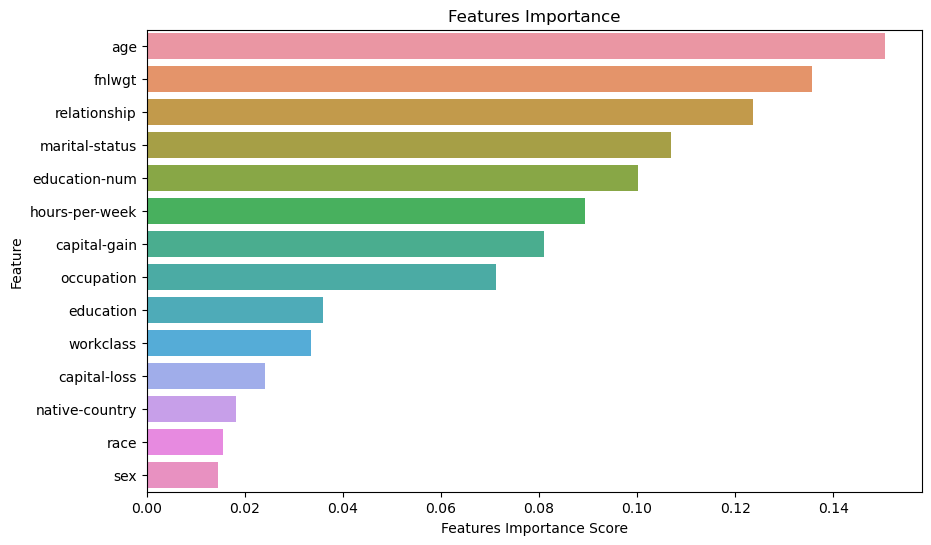 Features Importance
Feature
age
fnlwgt
relationship
marital-status
education-num
hours-per-week
capital-gain
occupation
education
workclass
capital-loss
native-country
race
sex
0.00 0.02 0.04 0.06 0.08 0.10 0.12 0.14
Features Importance Score